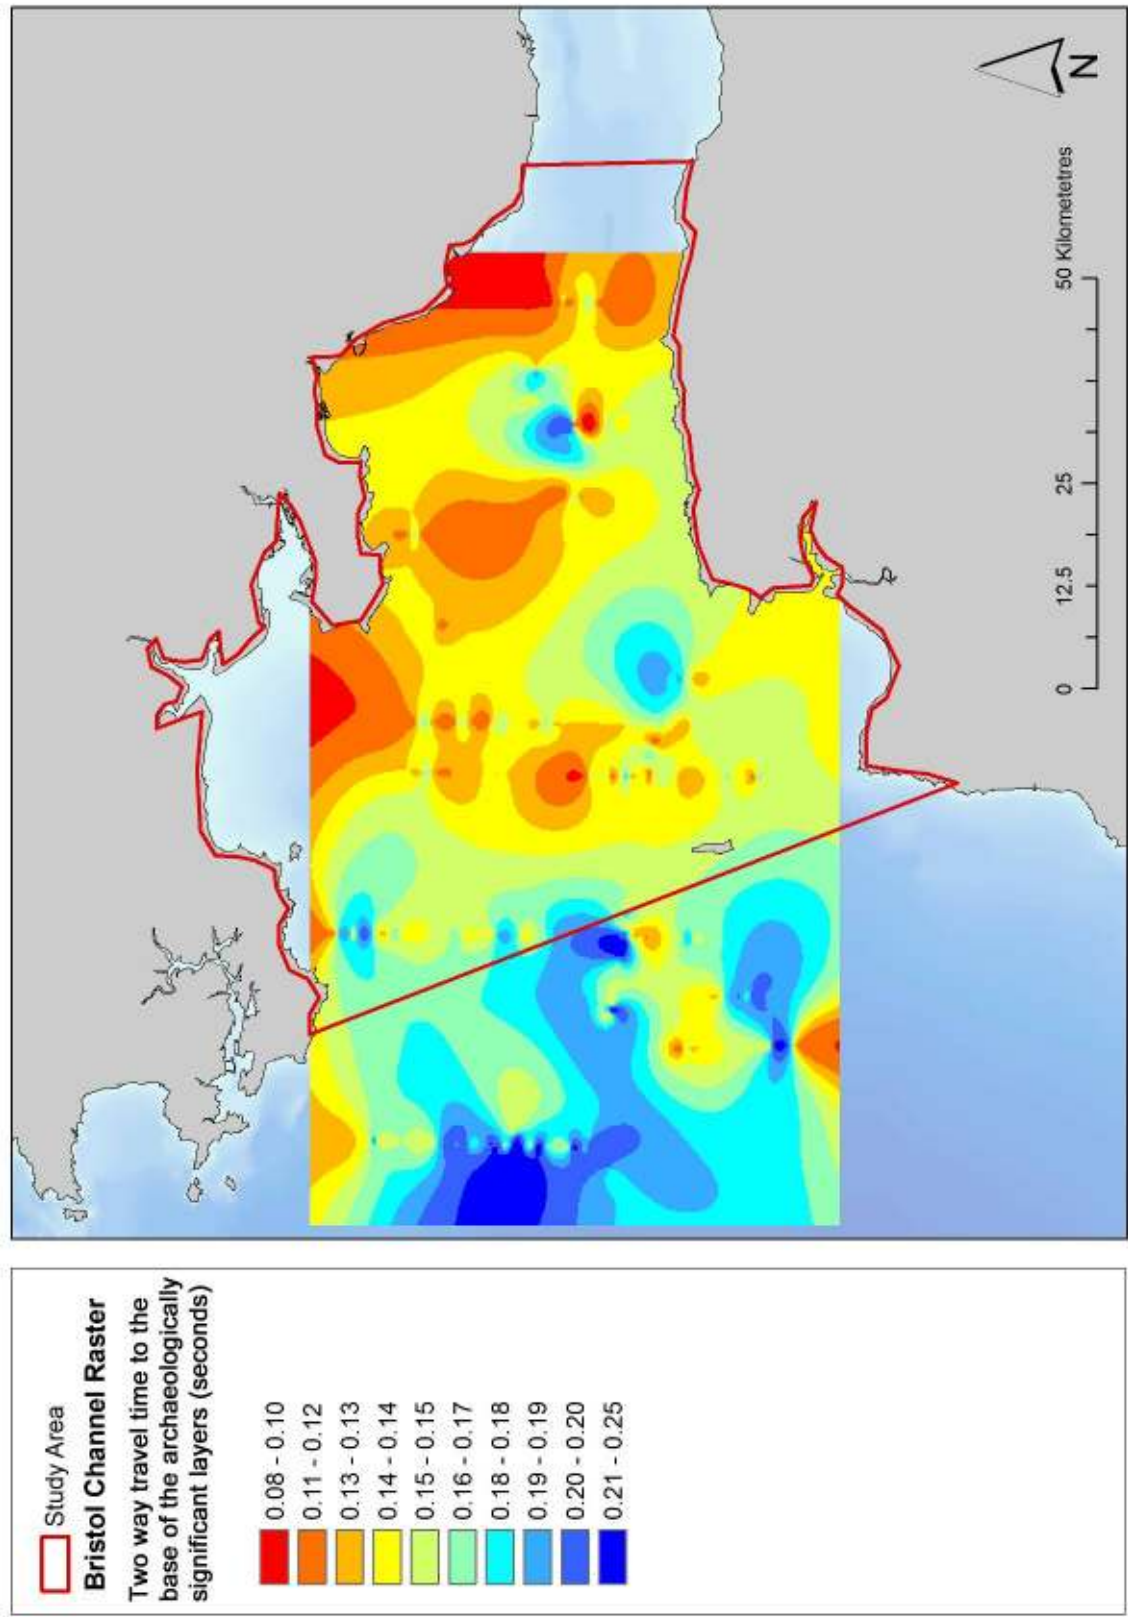 Study Area
Bristol Channel Raster
Two way travel time to the
base of the archaeologically
significant layers (seconds)
0.08 - 0.10
0.11 - 0.12
0.13 - 0.13
0.14 - 0.14
0.15 - 0.15
0.16 - 0.17
0.18 - 0.18
0.19 - 0.19
0.20 - 0.20
0.21 - 0.25
0 12.5 25 50 Kilometetres
N